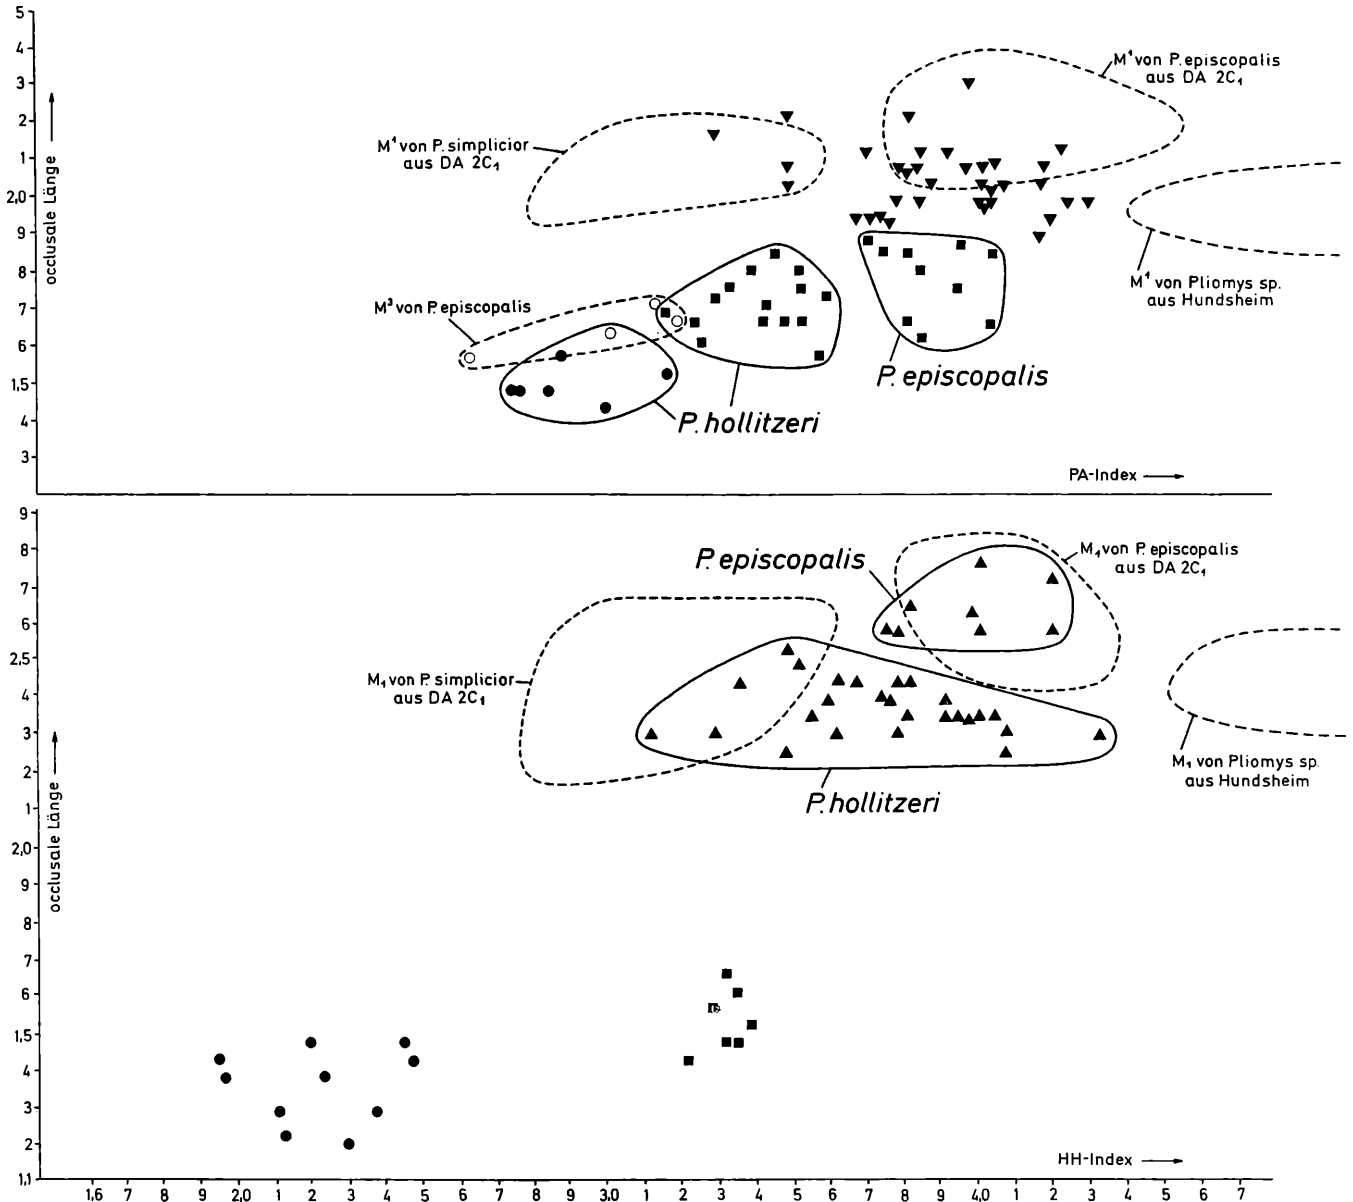 5
4
3
2
1
2,0
9
8
7
6
1,5
4
3
occlusale Länge
M¹ von P. episcopalis
aus DA 2C₁
M¹ von P. simplicior
aus DA 2C₁
M¹ von Pliomys sp.
aus Hundsheim
M³ von P. episcopalis
P. episcopalis
P. hollitzeri
PA-Index
9
8
7
6
2,5
4
3
2
1
2,0
9
8
7
6
1,5
4
3
2
1,1
occlusale Länge
P. episcopalis
M₁ von P. episcopalis
aus DA 2C₁
M₁ von P. simplicior
aus DA 2C₁
M₁ von Pliomys sp.
aus Hundsheim
P. hollitzeri
HH-Index
1,6 7 8 9 2,0 1 2 3 4 5 6 7 8 9 3,0 1 2 3 4 5 6 7 8 9 4,0 1 2 3 4 5 6 7